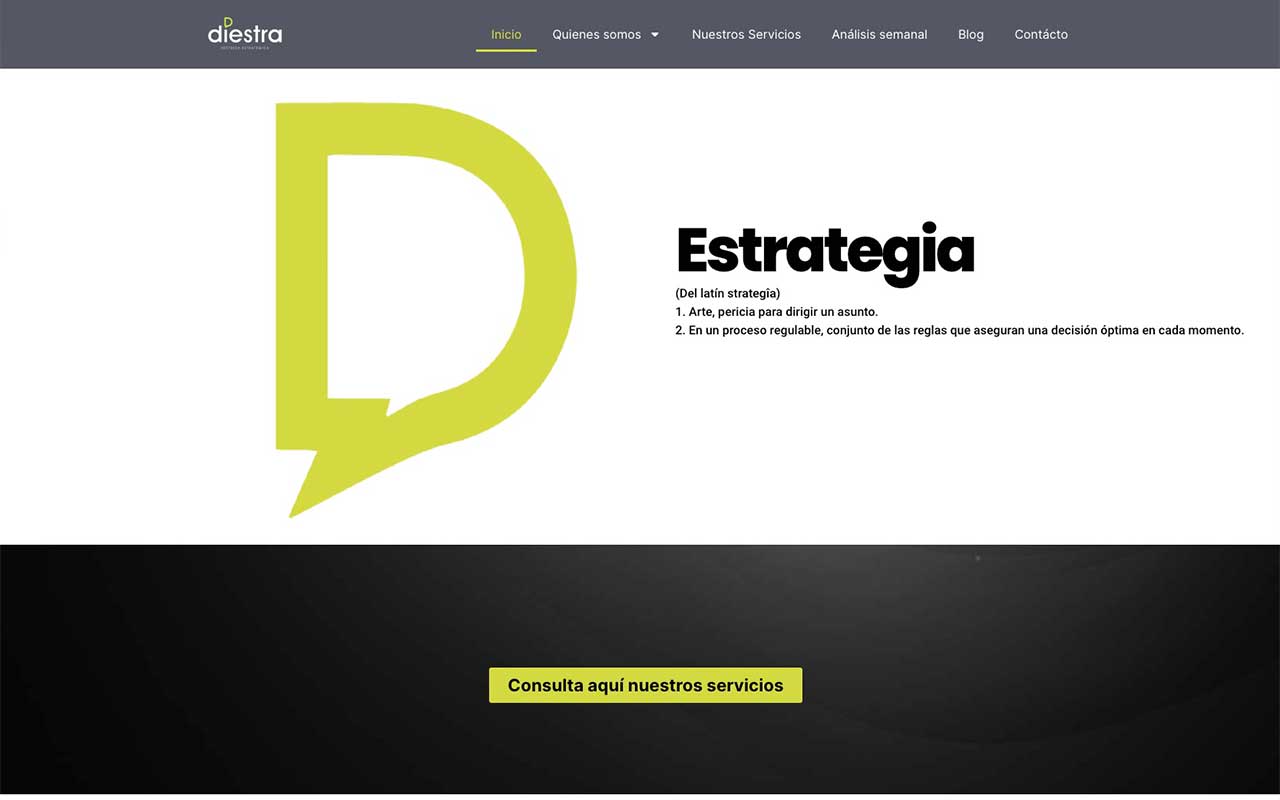 diestra
Inicio
Quienes somos
Nuestros Servicios
Análisis semanal
Blog
Contácto
Estrategia
(Del latín strategîa)
1. Arte, pericia para dirigir un asunto.
2. En un proceso regulable, conjunto de las reglas que aseguran una decisión óptima en cada momento.
Consulta aquí nuestros servicios